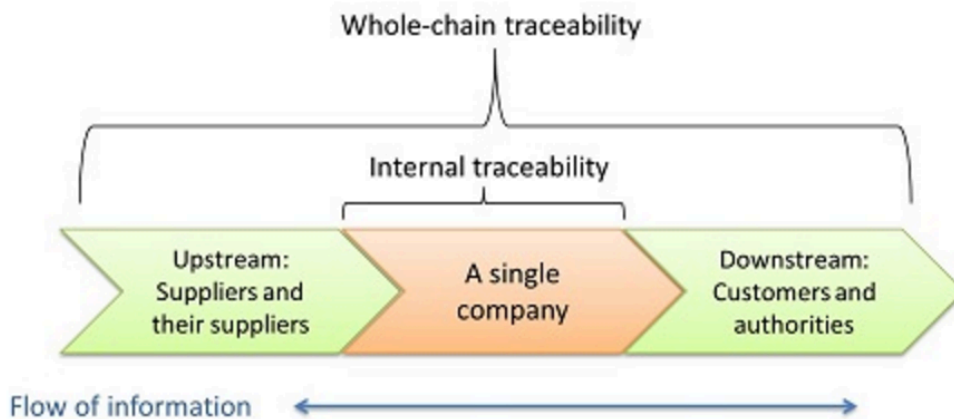 Whole-chain traceability
Internal traceability
Upstream:
Suppliers and
their suppliers
A single
company
Downstream:
Customers and
authorities
Flow of information